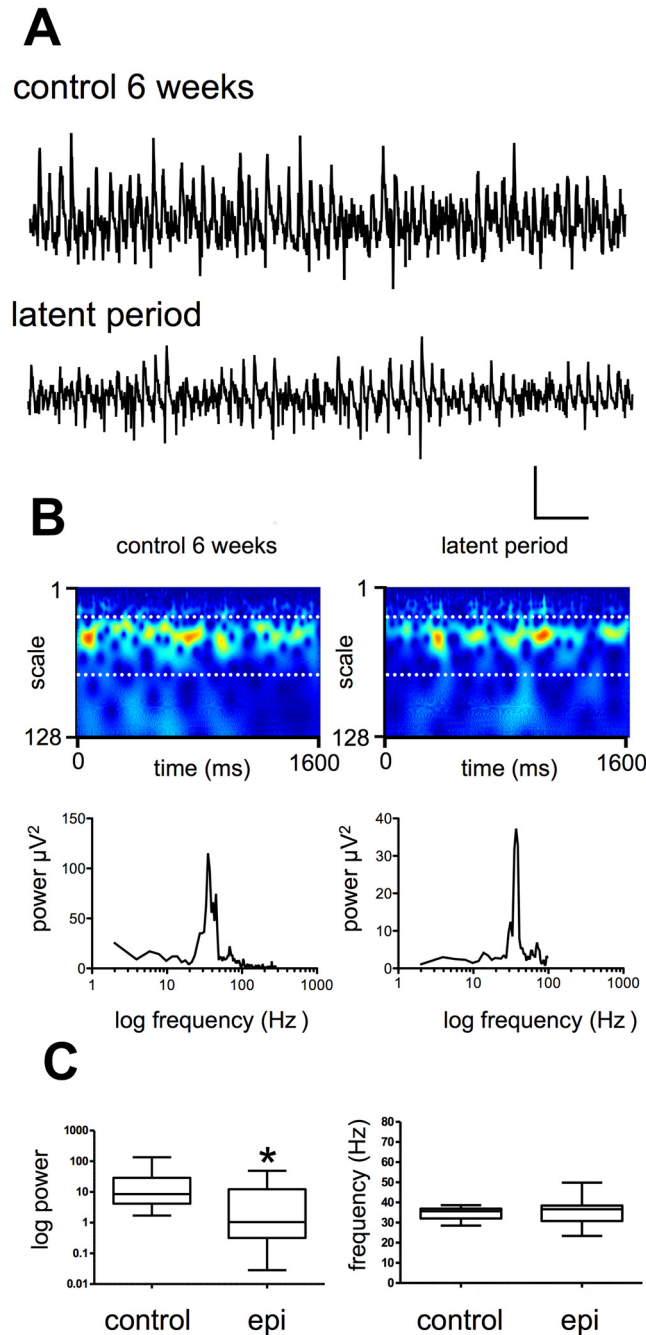 A
control 6 weeks
latent period
B
control 6 weeks
latent period
1
scale
128
0
time (ms)
1600
1
scale
128
0
time (ms)
1600
150
100
50
0
power µV²
1
10
100
1000
log frequency (Hz )
40
30
20
10
0
power µV²
1
10
100
1000
log frequency (Hz )
C
1000
100
10
1
0.1
0.01
log power
*
control
epi
80
70
60
50
40
30
20
10
0
frequency (Hz)
control
epi